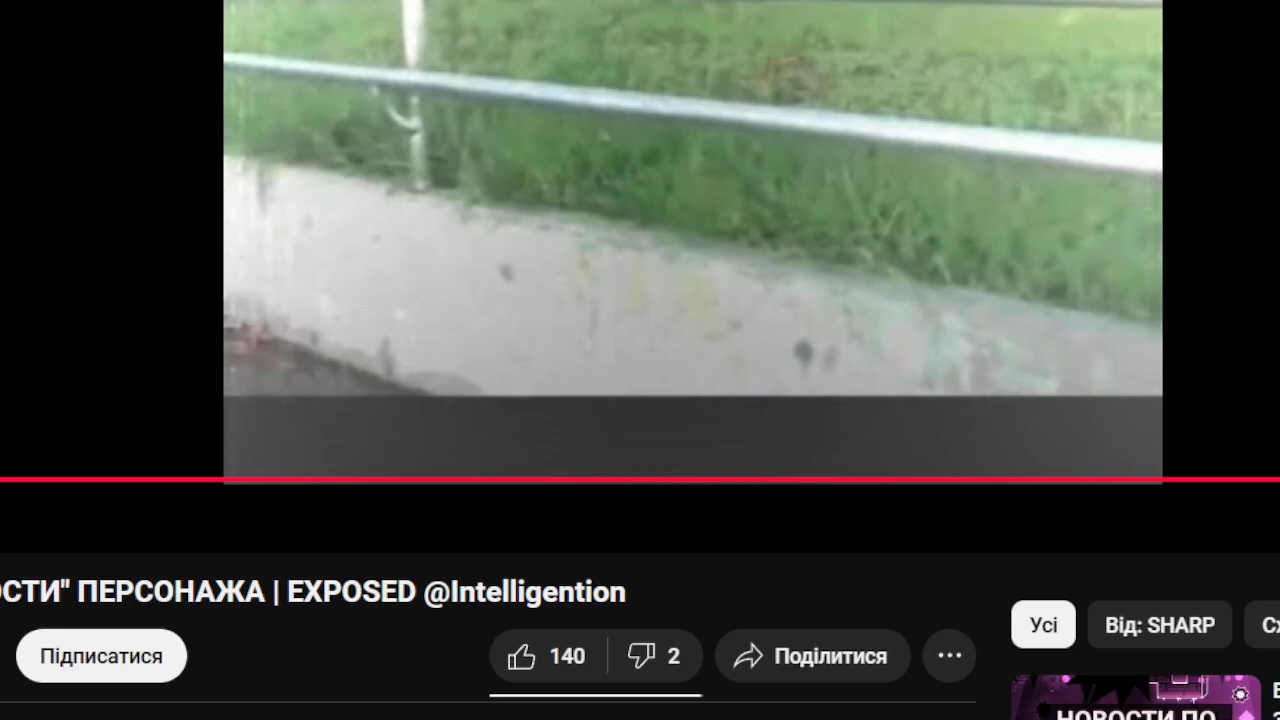 ОСТИ" ПЕРСОНАЖА | EXPOSED @Intelligention
Підписатися
140
2
Поділитися
Усі
Від: SHARP
НОВОСТИ ПО